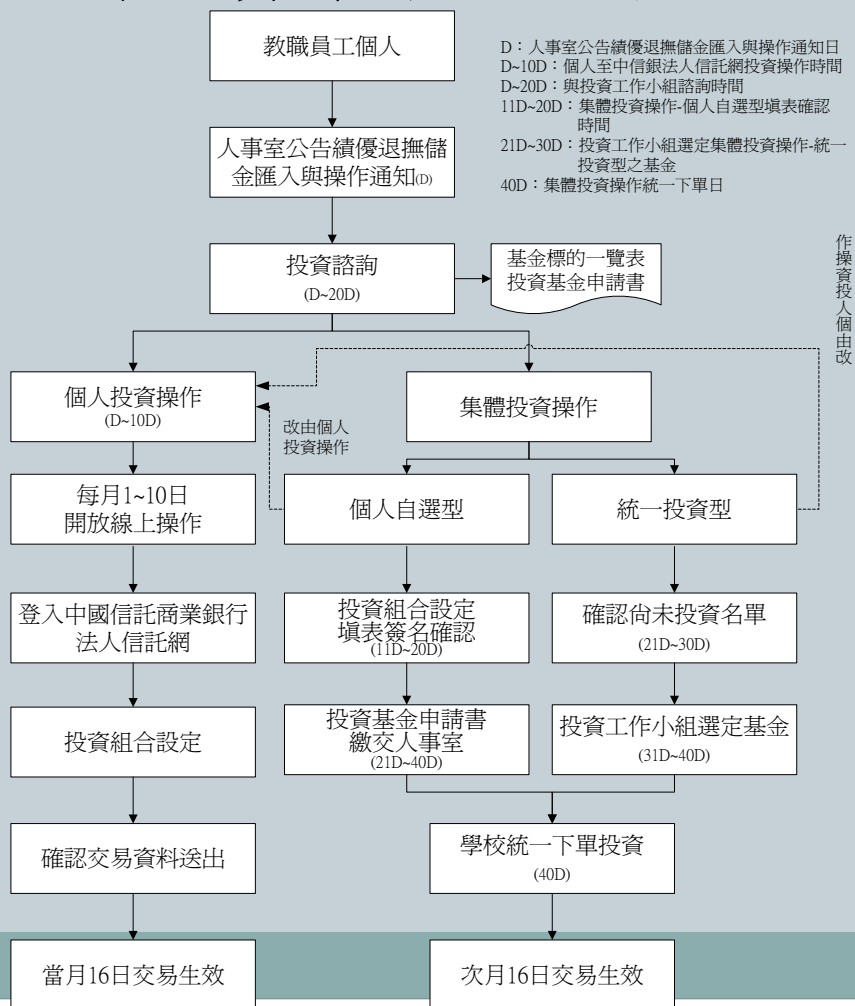 教職員工個人
D：人事室公告績優退撫儲金匯入與操作通知日
D~10D：個人至中信銀法人信託網投資操作時間
D~20D：與投資工作小組諮詢時間
11D~20D：集體投資操作-個人自選型填表確認
時間
21D~30D：投資工作小組選定集體投資操作-統一
投資型之基金
40D：集體投資操作統一下單日
人事室公告績優退撫儲
金匯入與操作通知(D)
投資諮詢
(D~20D)
基金標的一覽表
投資基金申請書
作操資投人個由改
個人投資操作
(D~10D)
集體投資操作
改由個人
投資操作
每月1~10日
開放線上操作
個人自選型
統一投資型
登入中國信託商業銀行
法人信託網
投資組合設定
填表簽名確認
(11D~20D)
確認尚未投資名單
(21D~30D)
投資組合設定
投資基金申請書
繳交人事室
(21D~40D)
投資工作小組選定基金
(31D~40D)
確認交易資料送出
學校統一下單投資
(40D)
當月16日交易生效
次月16日交易生效